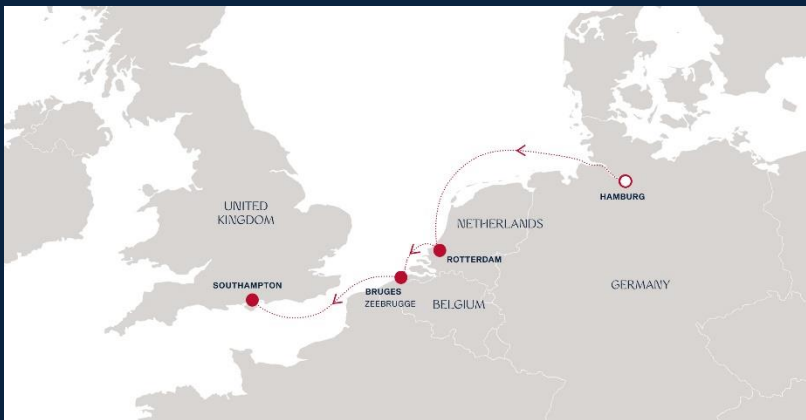 UNITED
KINGDOM
SOUTHAMPTON
BRUGES
ZEEBRUGGE
BELGIUM
NETHERLANDS
ROTTERDAM
HAMBURG
GERMANY